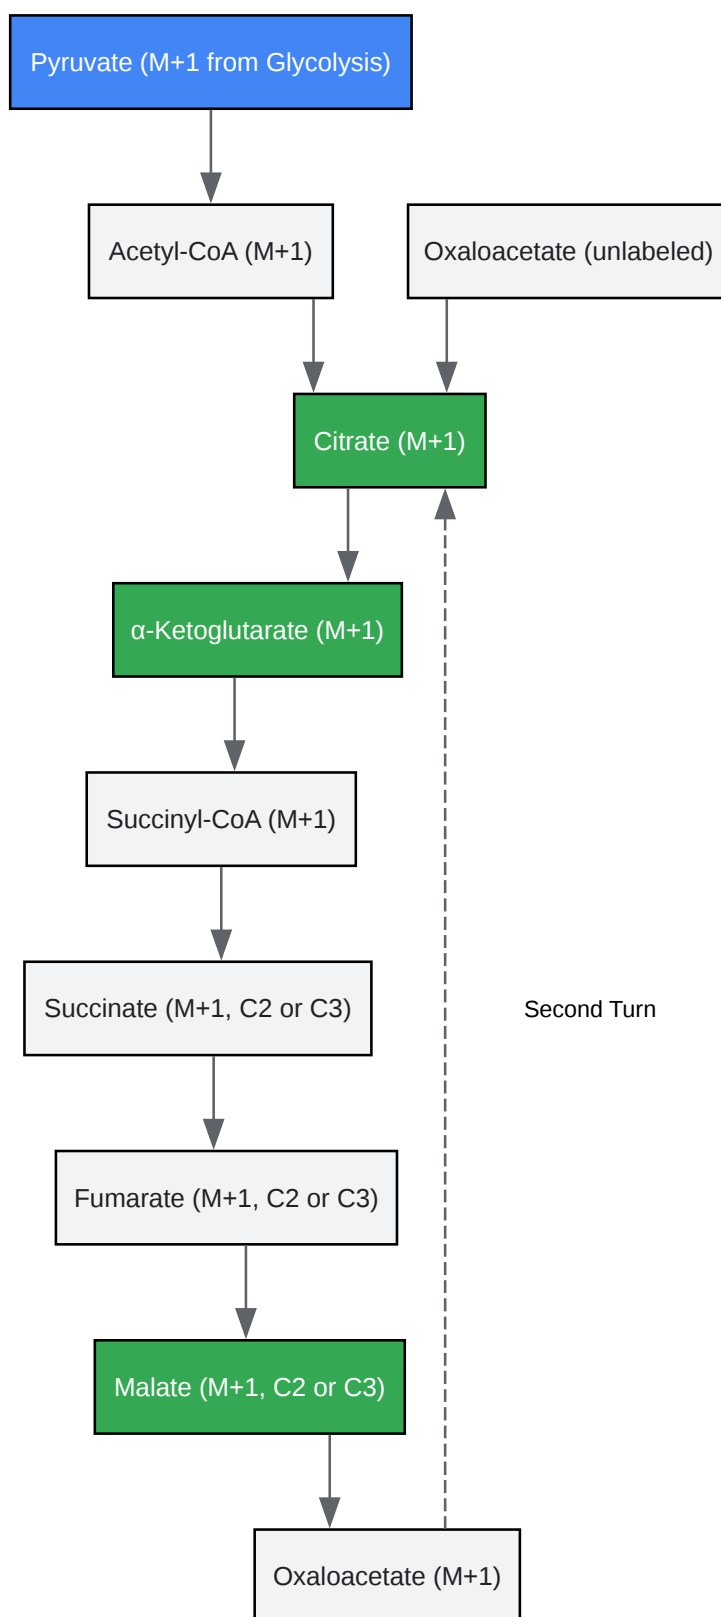 Pyruvate (M+1 from Glycolysis)
Acetyl-CoA (M+1)
Oxaloacetate (unlabeled)
Citrate (M+1)
α-Ketoglutarate (M+1)
Succinyl-CoA (M+1)
Succinate (M+1, C2 or C3)
Second Turn
Fumarate (M+1, C2 or C3)
Malate (M+1, C2 or C3)
Oxaloacetate (M+1)